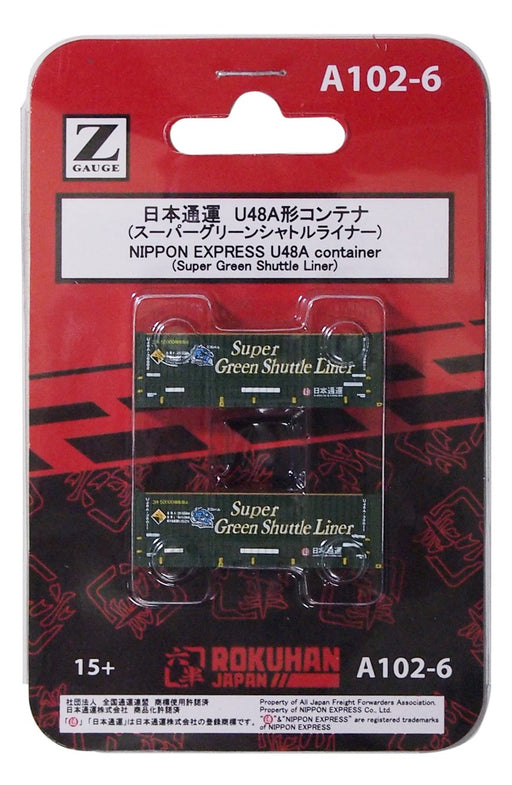 A102-6
Z
GAUGE
日本通運 U48A形コンテナ
(スーパーグリーンシャトルライナー)
NIPPON EXPRESS U48A container
(Super Green Shuttle Liner)
Super
Green Shuttle Liner
日本通運
Super
Green Shuttle Liner
日本通運
15+
六半
ROKUHAN
JAPAN
A102-6
社団法人 全国通運連盟 商標使用許諾済
日本通運株式会社 商品化許諾済
「通」「日本通運」は日本通運株式会社の登録商標です。
Property of All Japan Freight Forwarders Association.
Property of NIPPON EXPRESS Co., Ltd.
"通"&"NIPPON EXPRESS" are registered trademarks
of NIPPON EXPRESS